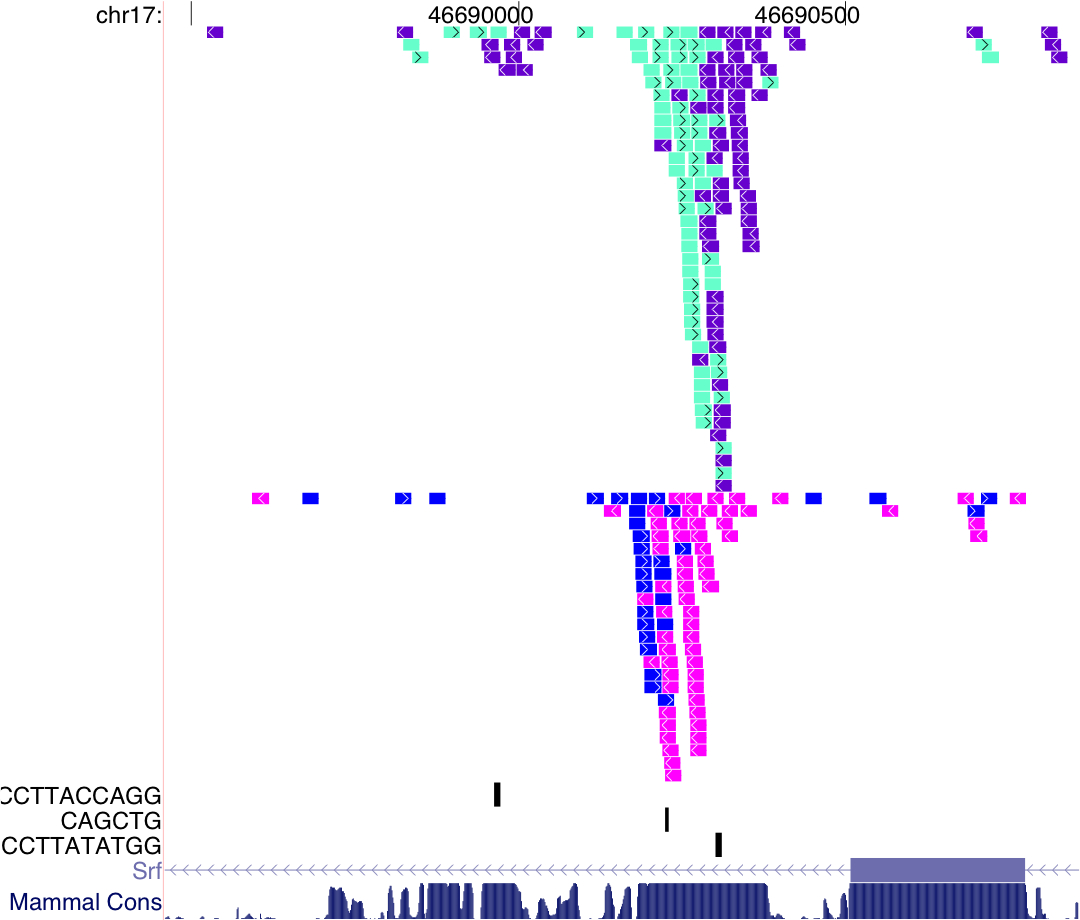 chr17: 46690000 46690500
CCTTACCAGG
CAGCTG
CCTTATATGG
Srf
Mammal Cons